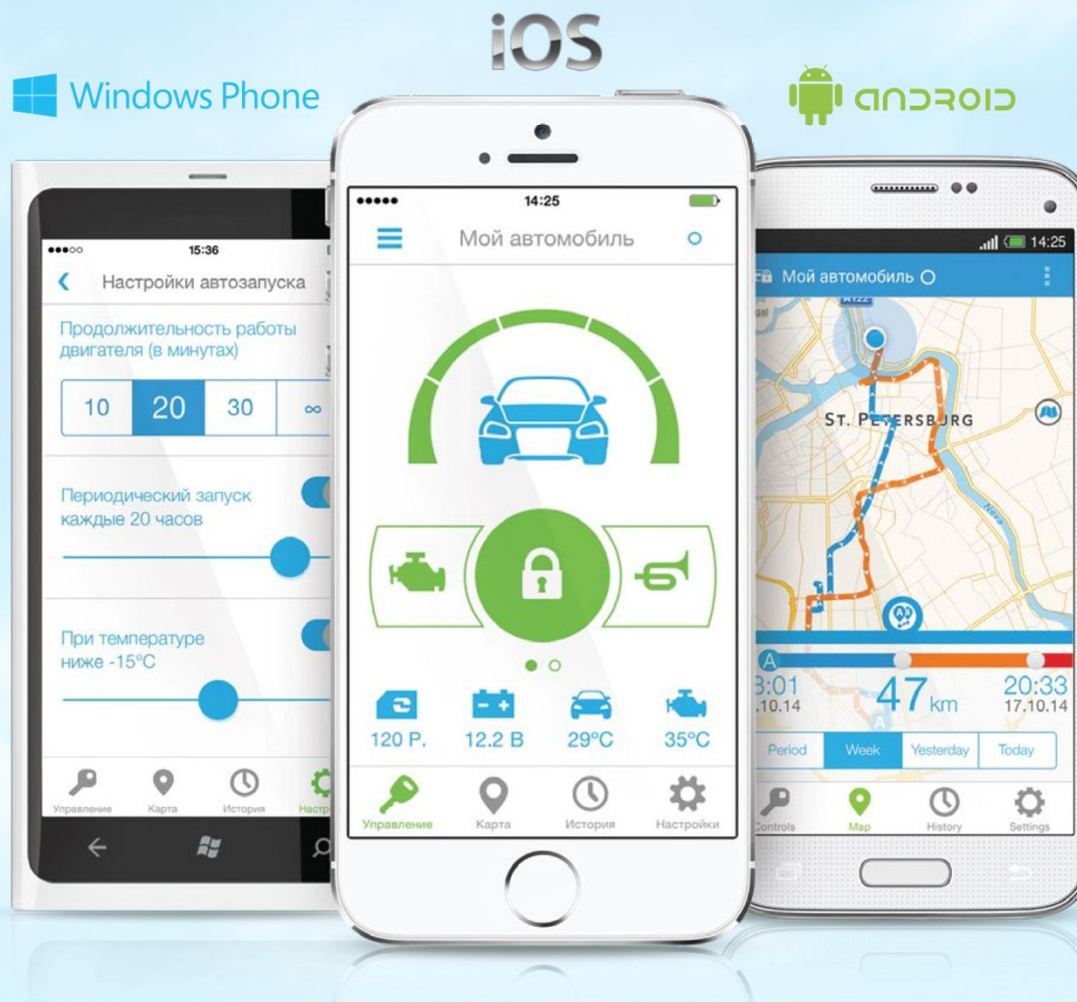 iOS
Windows Phone
android
15:36
Настройки автозапуска
Продолжительность работы
двигателя (в минутах)
10 20 30 ∞
Периодический запуск
каждые 20 часов
При температуре
ниже -15°C
Управление Карта История
14:25
Мой автомобиль
120 Р. 12.2 В 29°C 35°C
Управление Карта История Настройки
14:25
Мой автомобиль
A122
ST. PETERSBURG
Neva
A
47 km
20:33
17.10.14
A
Period Week Yesterday Today
Controls Map History Settings